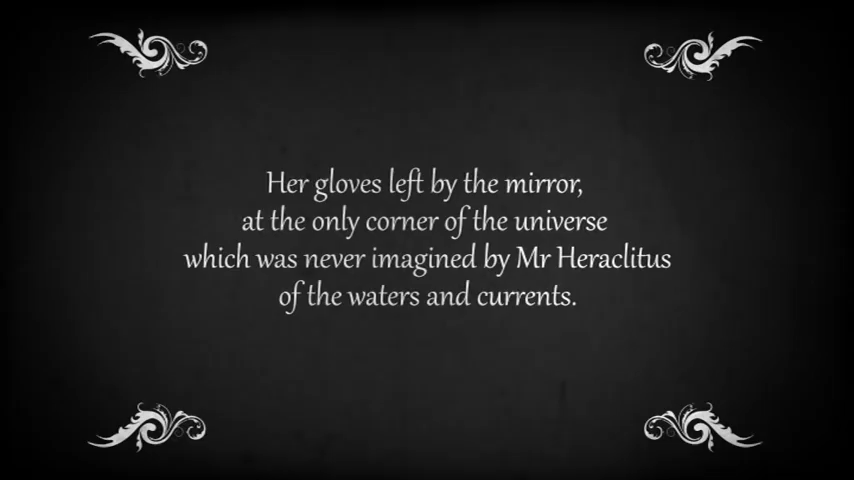 Her gloves left by the mirror,
at the only corner of the universe
which was never imagined by Mr Heraclitus
of the waters and currents.